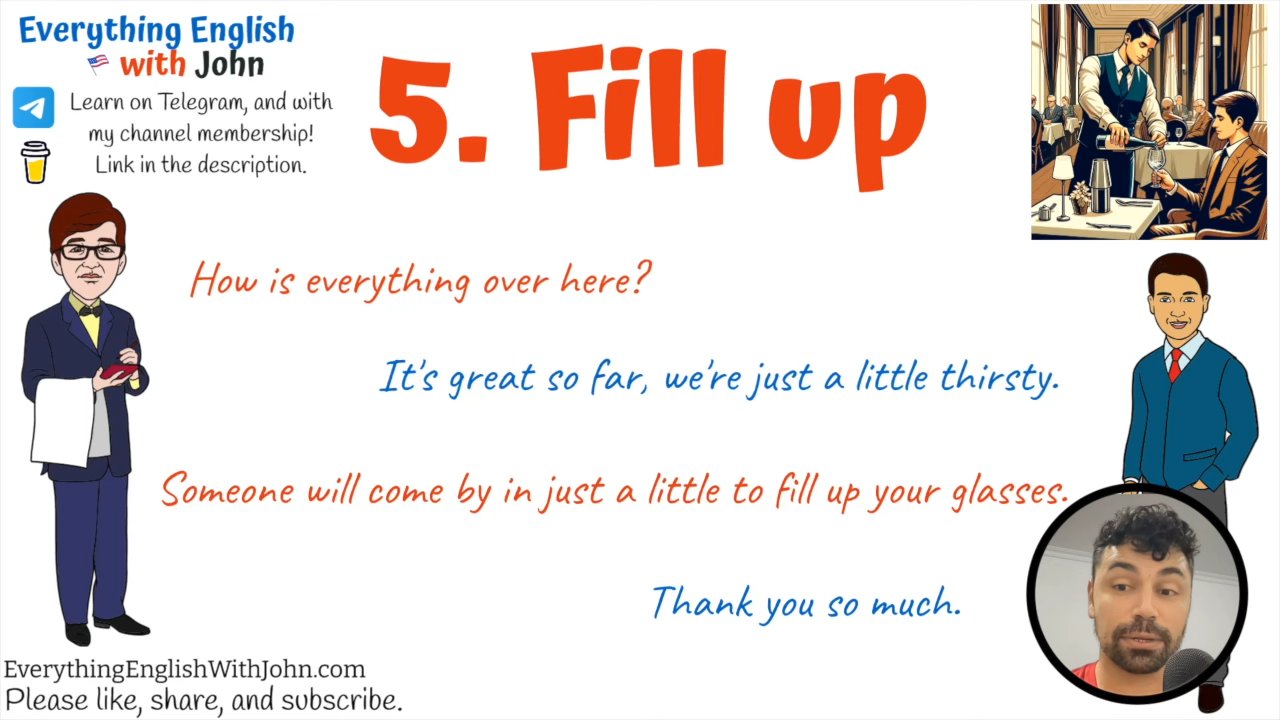 Everything English
with John
Learn on Telegram, and with
my channel membership!
Link in the description.
5. Fill up
How is everything over here?
It's great so far, we're just a little thirsty.
Someone will come by in just a little to fill up your glasses.
Thank you so much.
EverythingEnglishWithJohn.com
Please like, share, and subscribe.